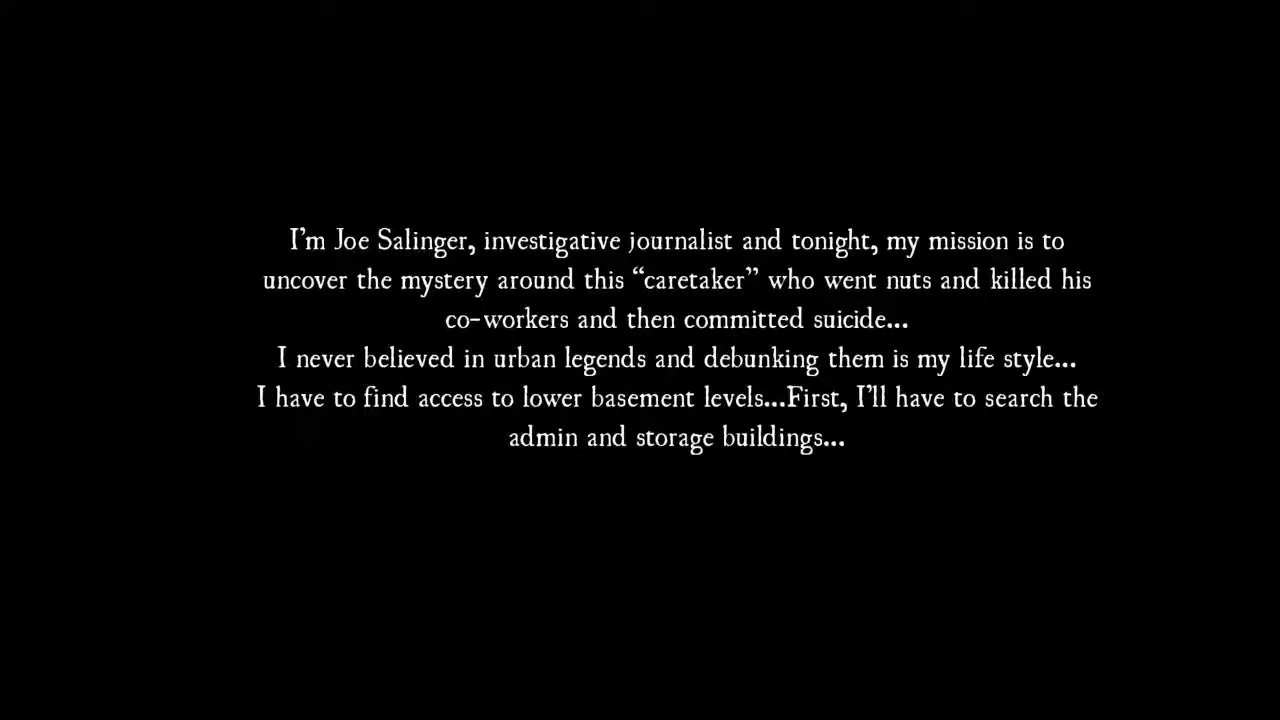 I'm Joe Salinger, investigative journalist and tonight, my mission is to
uncover the mystery around this “caretaker” who went nuts and killed his
co-workers and then committed suicide...
I never believed in urban legends and debunking them is my life style...
I have to find access to lower basement levels...First, I'll have to search the
admin and storage buildings...